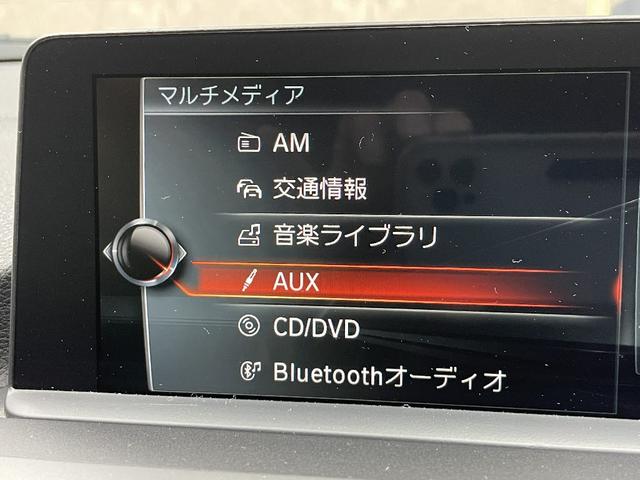 マルチメディア
AM
交通情報
音楽ライブラリ
AUX
CD/DVD
Bluetoothオーディオ